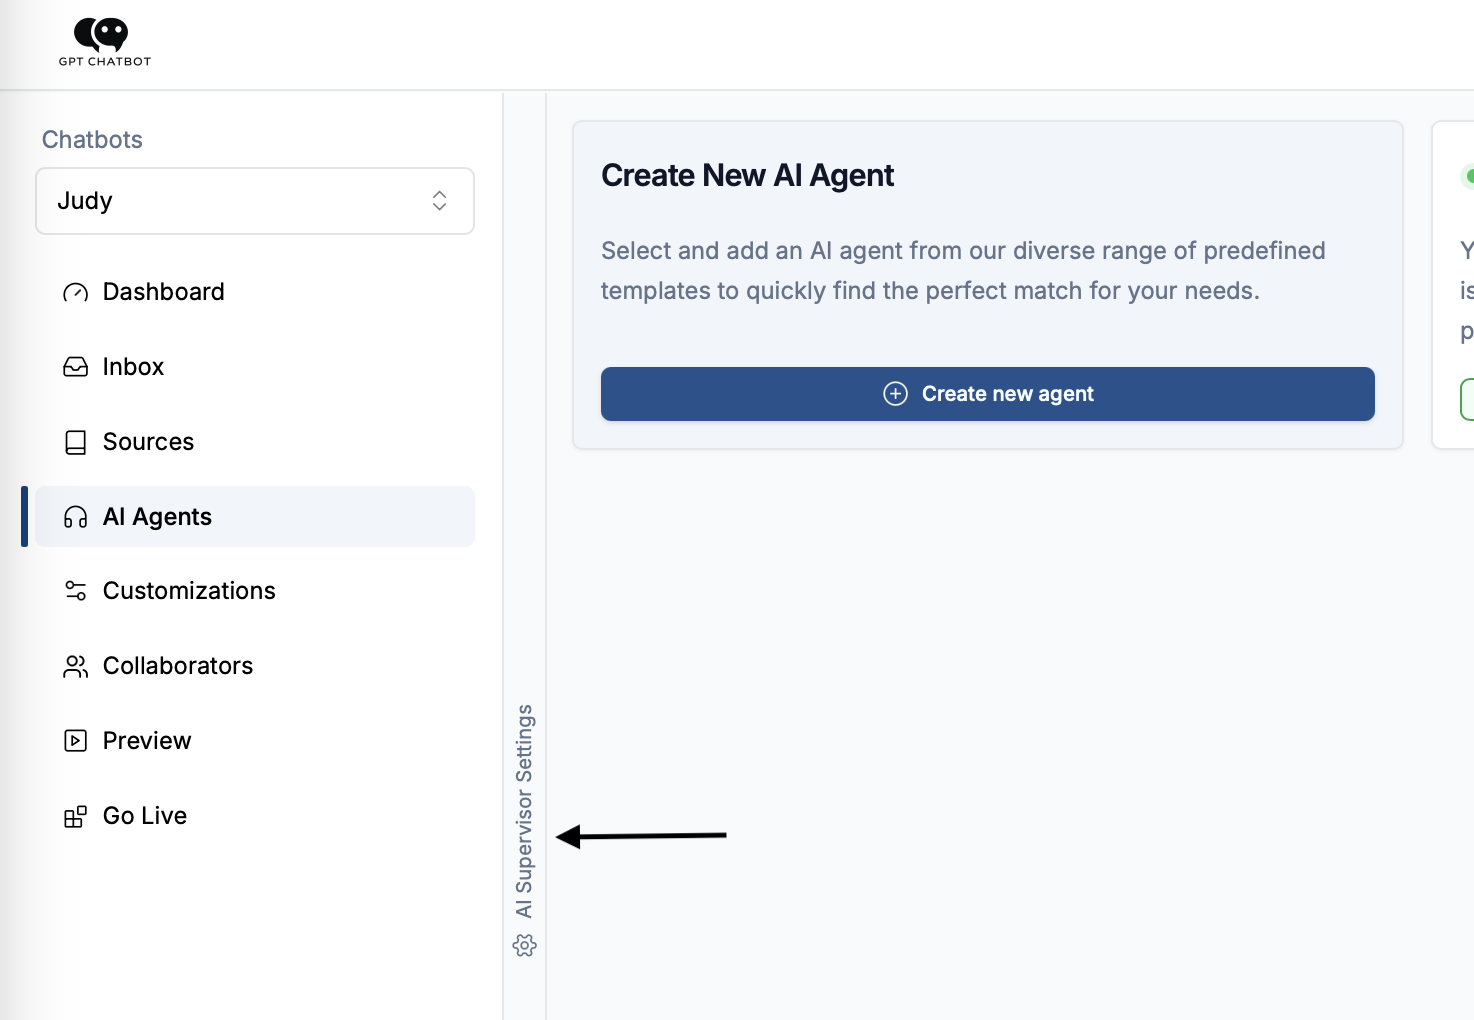 GPT CHATBOT
Chatbots
Judy
Dashboard
Inbox
Sources
AI Agents
Customizations
Collaborators
Preview
Go Live
AI Supervisor Settings
Create New AI Agent
Select and add an AI agent from our diverse range of predefined
templates to quickly find the perfect match for your needs.
Create new agent